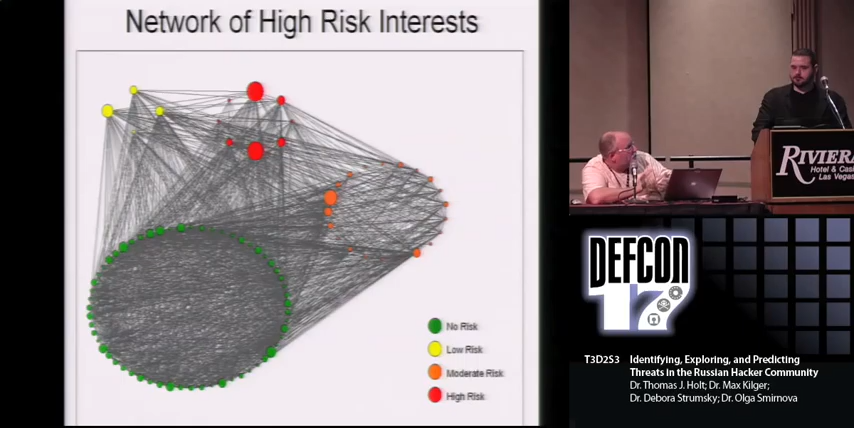 Network of High Risk Interests
No Risk
Low Risk
Moderate Risk
High Risk
RIVIERA
Hotel & Casino
Las Vegas
DEFCON
17
T3D2S3 Identifying, Exploring, and Predicting
Threats in the Russian Hacker Community
Dr. Thomas J. Holt; Dr. Max Kilger;
Dr. Debora Strumsky; Dr. Olga Smirnova